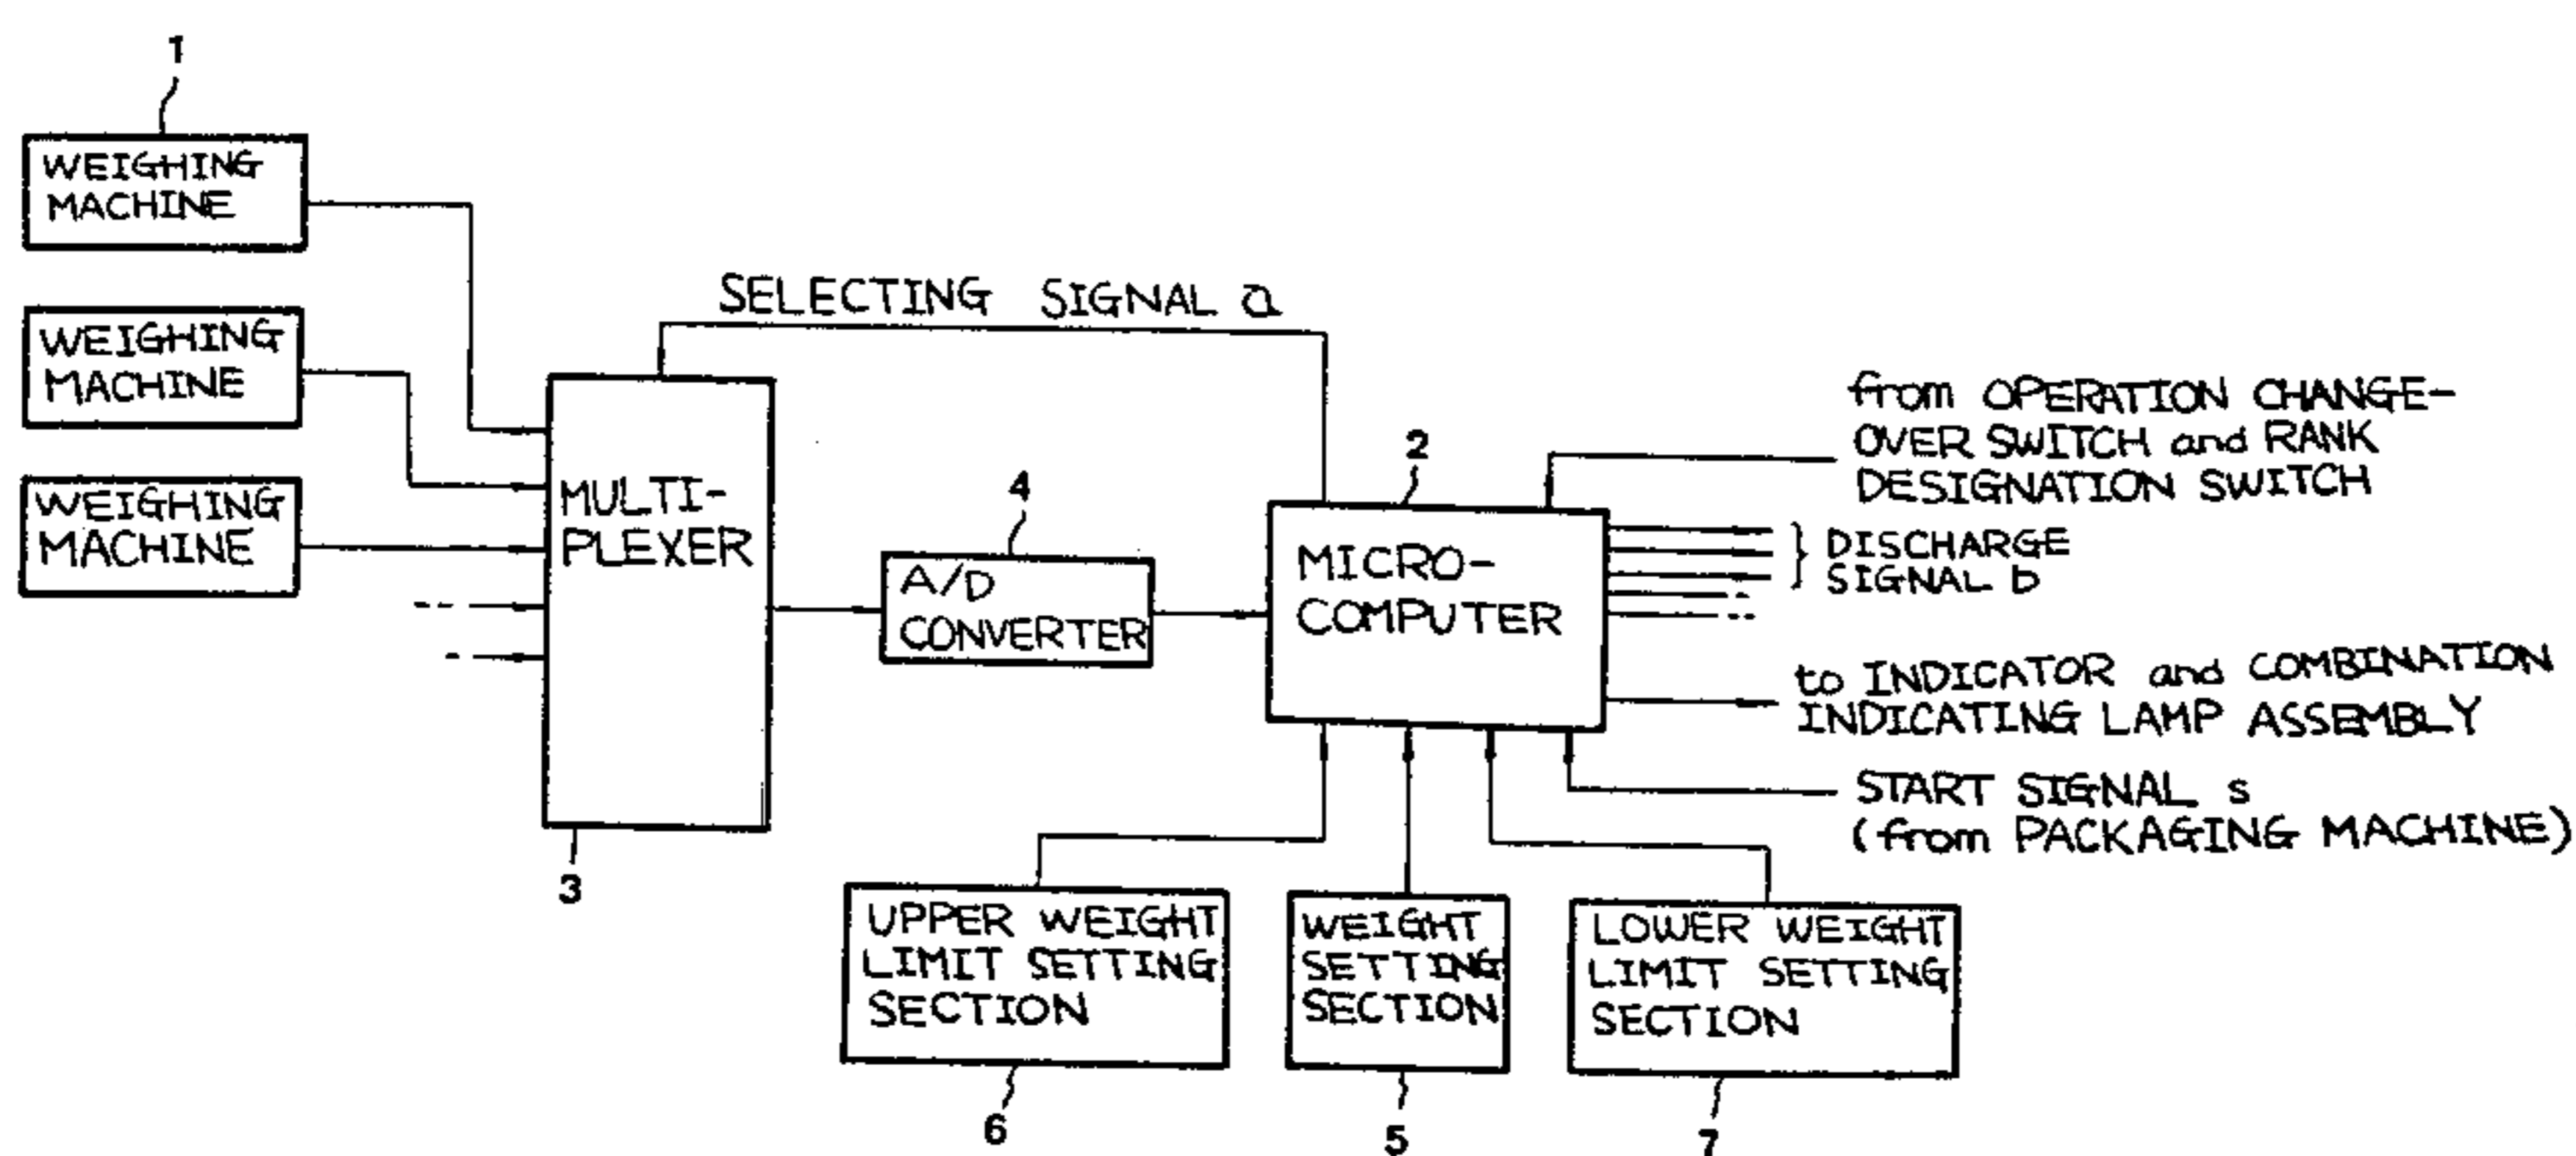 1
WEIGHING
MACHINE
WEIGHING
MACHINE
WEIGHING
MACHINE
SELECTING SIGNAL a
MULTI-
PLEXER
3
4
A/D
CONVERTER
2
MICRO-
COMPUTER
from OPERATION CHANGE-
OVER SWITCH and RANK
DESIGNATION SWITCH
DISCHARGE
SIGNAL b
to INDICATOR and COMBINATION
INDICATING LAMP ASSEMBLY
START SIGNAL s
(from PACKAGING MACHINE)
UPPER WEIGHT
LIMIT SETTING
SECTION
6
WEIGHT
SETTING
SECTION
5
LOWER WEIGHT
LIMIT SETTING
SECTION
7